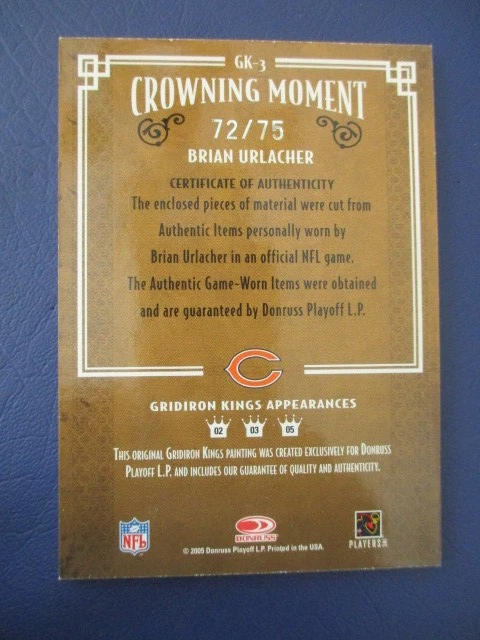 GK-3
CROWNING MOMENT
72/75
BRIAN URLACHER
CERTIFICATE OF AUTHENTICITY
The enclosed pieces of material were cut from
Authentic Items personally worn by
Brian Urlacher in an official NFL game.
The Authentic Game-Worn Items were obtained
and are guaranteed by Donruss Playoff L.P.
C
GRIDIRON KINGS APPEARANCES
02 03 05
THIS ORIGINAL GRIDIRON KINGS PAINTING WAS CREATED EXCLUSIVELY FOR DONRUSS
PLAYOFF L.P. AND INCLUDES OUR GUARANTEE OF QUALITY AND AUTHENTICITY.
NFL
DONRUSS
PLAYERS INC
© 2005 Donruss Playoff L.P. Printed in the USA.